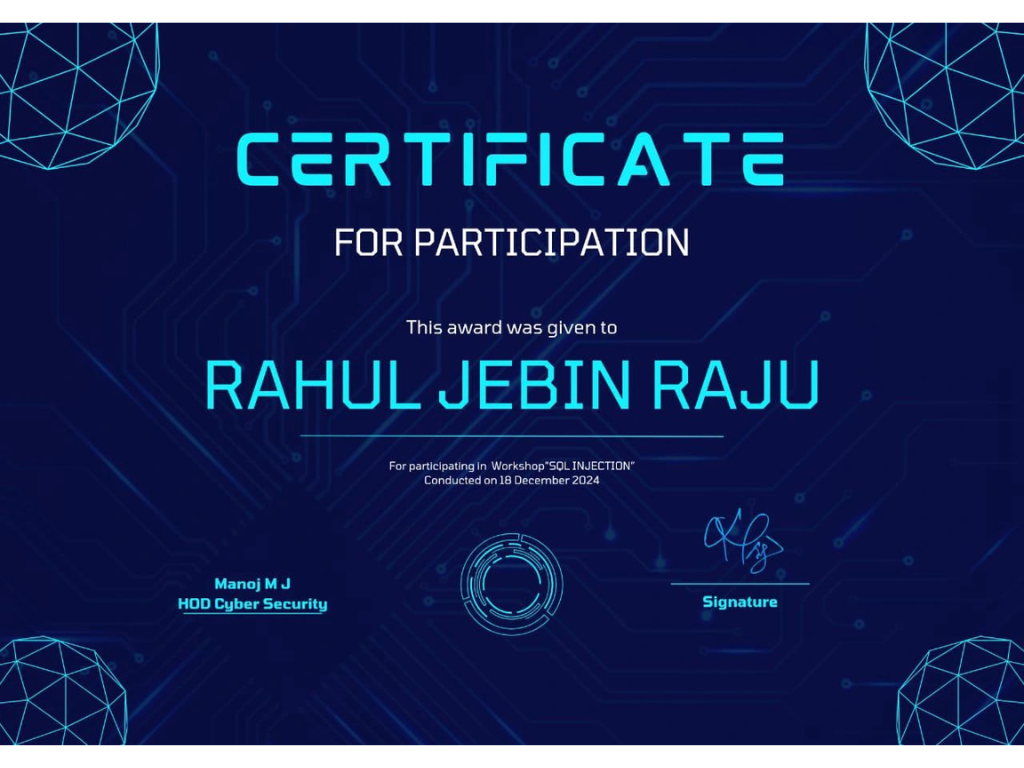 CERTIFICATE
FOR PARTICIPATION
This award was given to
RAHUL JEBIN RAJU
For participating in Workshop"SQL INJECTION"
Conducted on 18 December 2024
Manoj M J
HOD Cyber Security
Signature